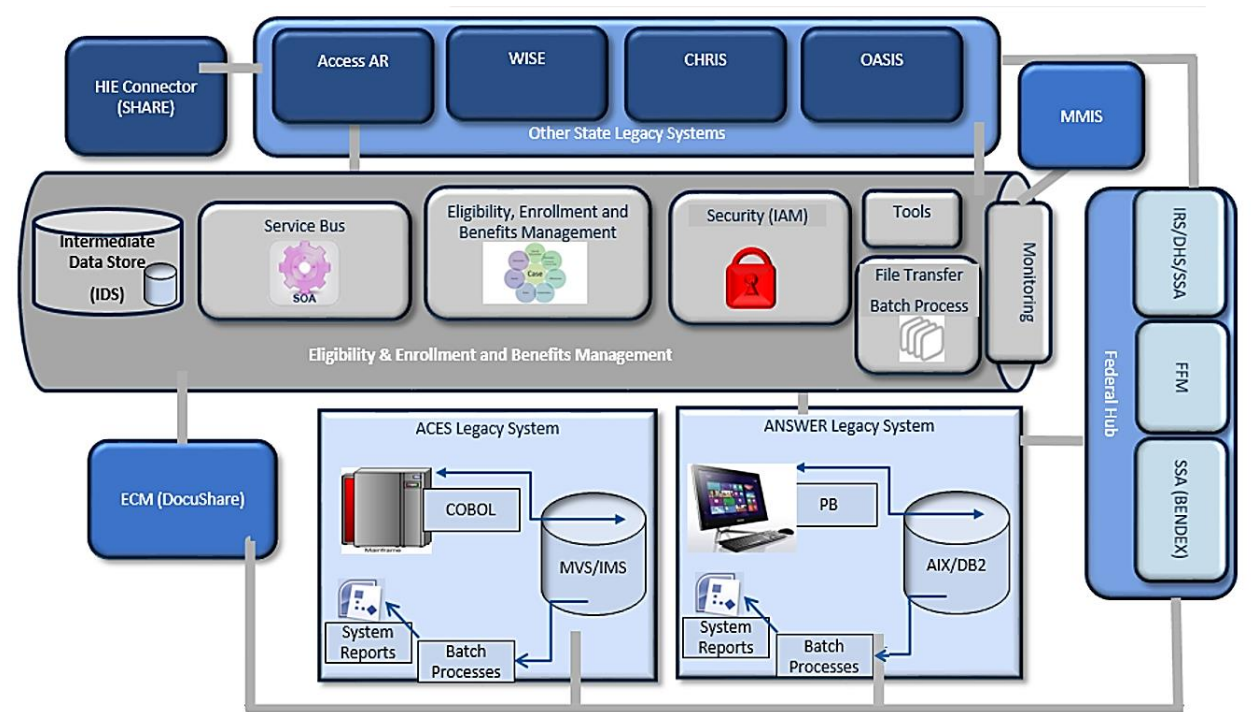 HIE Connector
(SHARE)
Access AR
WISE
CHRIS
OASIS
Other State Legacy Systems
MMIS
Intermediate
Data Store
(IDS)
Service Bus
SOA
Eligibility, Enrollment and
Benefits Management
Case
Security (IAM)
Tools
File Transfer
Batch Process
Monitoring
Eligibility & Enrollment and Benefits Management
Federal Hub
IRS/DHS/SSA
FFM
SSA (BENDEX)
ECM (DocuShare)
ACES Legacy System
COBOL
Mainframe
MVS/IMS
System
Reports
Batch
Processes
ANSWER Legacy System
PB
AIX/DB2
System
Reports
Batch
Processes